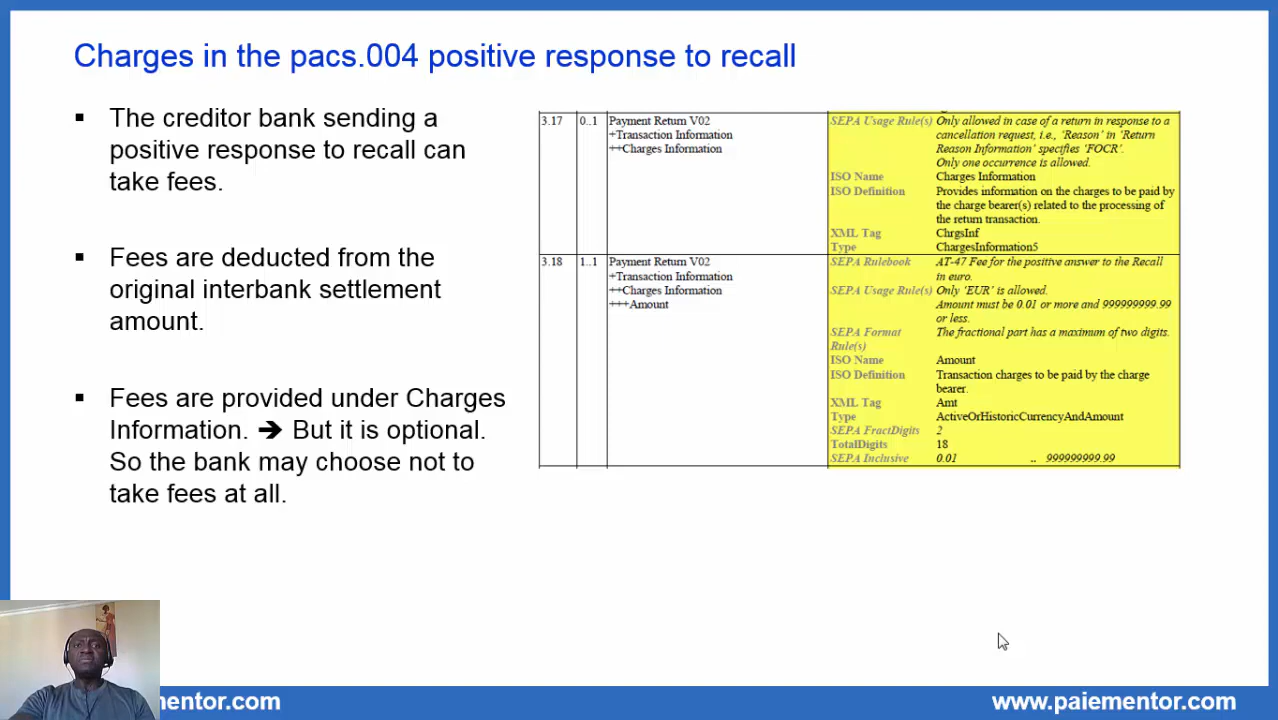 Charges in the pacs.004 positive response to recall
▪ The creditor bank sending a
positive response to recall can
take fees.
▪ Fees are deducted from the
original interbank settlement
amount.
▪ Fees are provided under Charges
Information. ➔ But it is optional.
So the bank may choose not to
take fees at all.
3.17 0..1 Payment Return V02 SEPA Usage Rule(s) Only allowed in case of a return in response to a
+Transaction Information cancellation request, i.e., ‘Reason’ in ‘Return
++Charges Information Reason Information’ specifies ‘FOCR’.
Only one occurrence is allowed.
ISO Name Charges Information
ISO Definition Provides information on the charges to be paid by
the charge bearer(s) related to the processing of
the return transaction.
XML Tag ChrgsInf
Type ChargesInformation5
3.18 1..1 Payment Return V02 SEPA Rulebook AT-47 Fee for the positive answer to the Recall
+Transaction Information in euro.
++Charges Information SEPA Usage Rule(s) Only ‘EUR’ is allowed.
+++Amount Amount must be 0.01 or more and 999999999.99
or less.
SEPA Format The fractional part has a maximum of two digits.
Rule(s)
ISO Name Amount
ISO Definition Transaction charges to be paid by the charge
bearer.
XML Tag Amt
Type ActiveOrHistoricCurrencyAndAmount
SEPA FractDigits 2
TotalDigits 18
SEPA Inclusive 0.01 .. 999999999.99
mentor.com www.paiementor.com